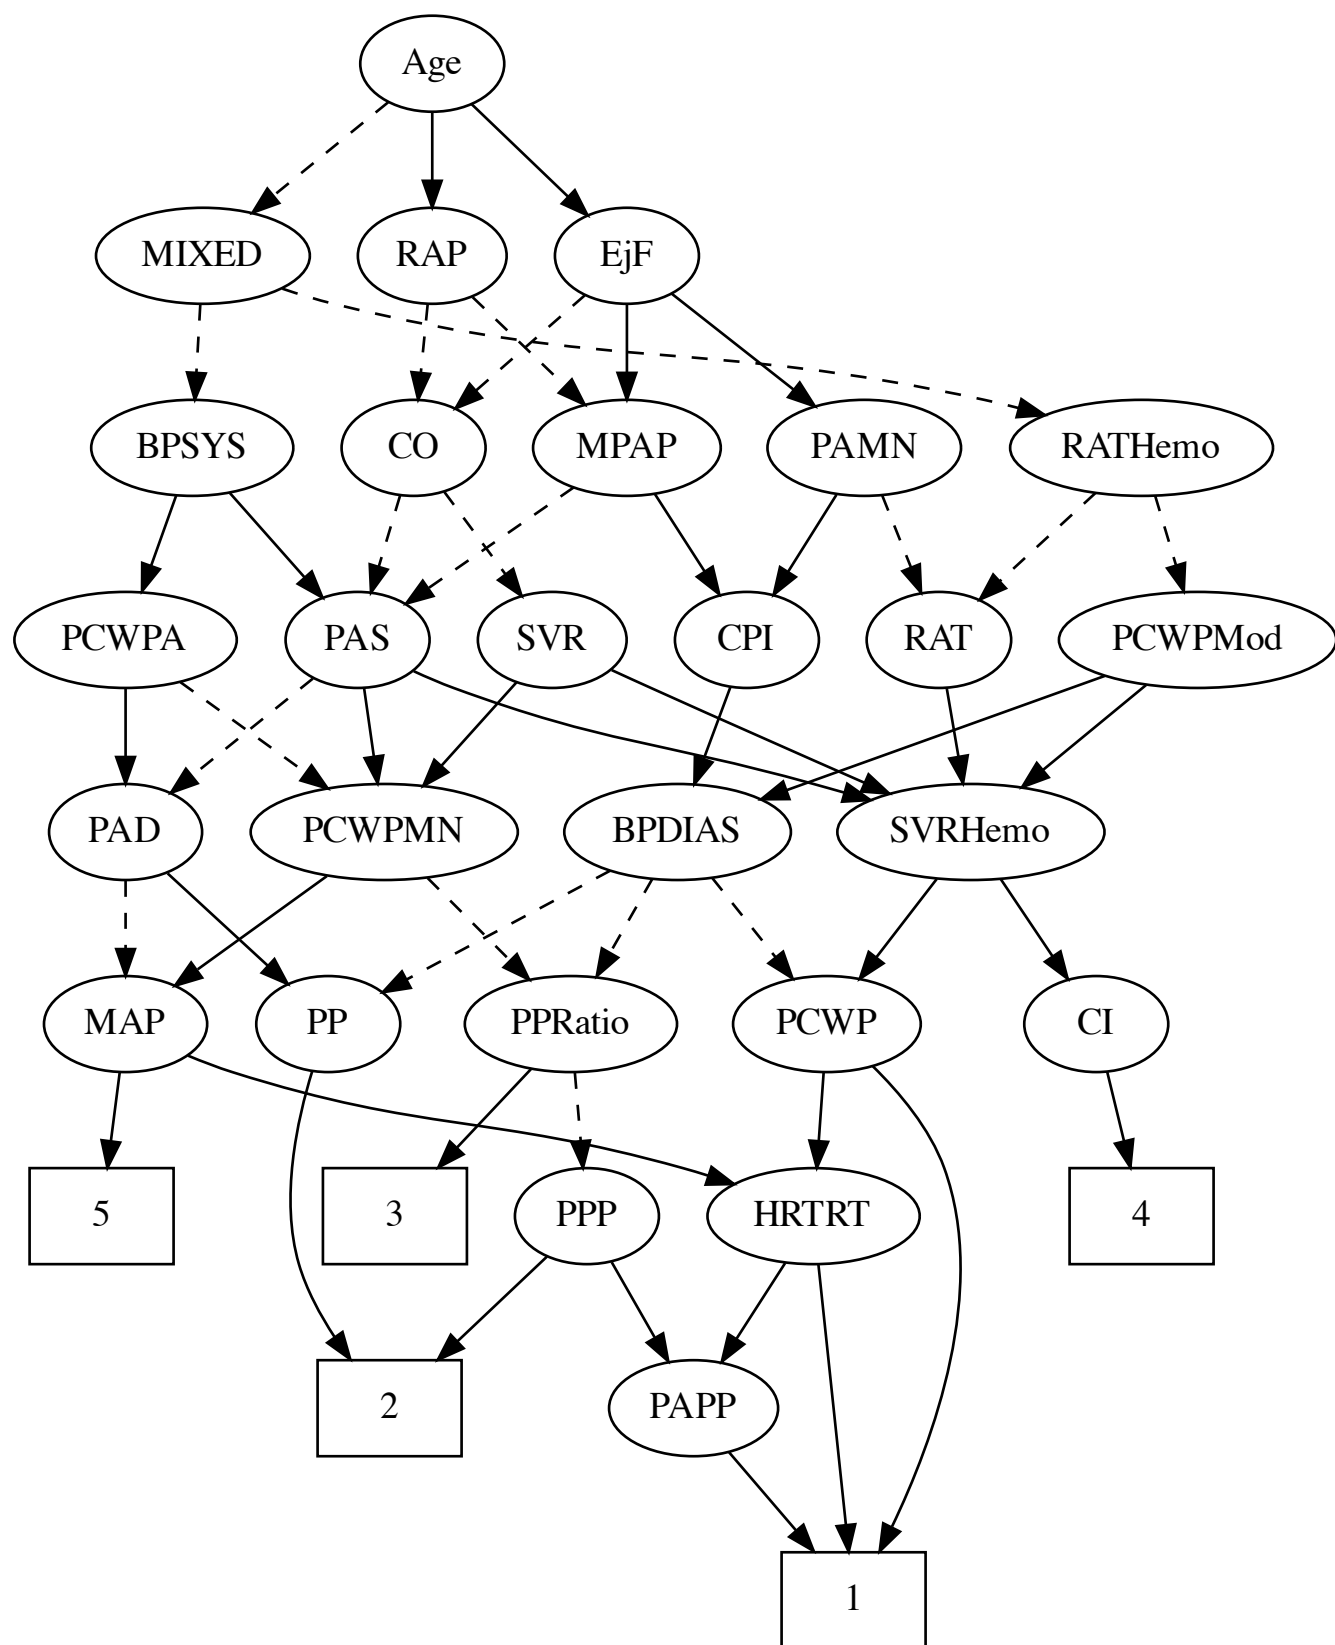 Age
MIXED RAP EjF
BPSYS CO MPAP PAMN RATHemo
PCWPA PAS SVR CPI RAT PCWPMod
PAD PCWPMN BPDIAS SVRHemo
MAP PP PPRatio PCWP CI
5 3 PPP HRTRT 4
2 PAPP
1